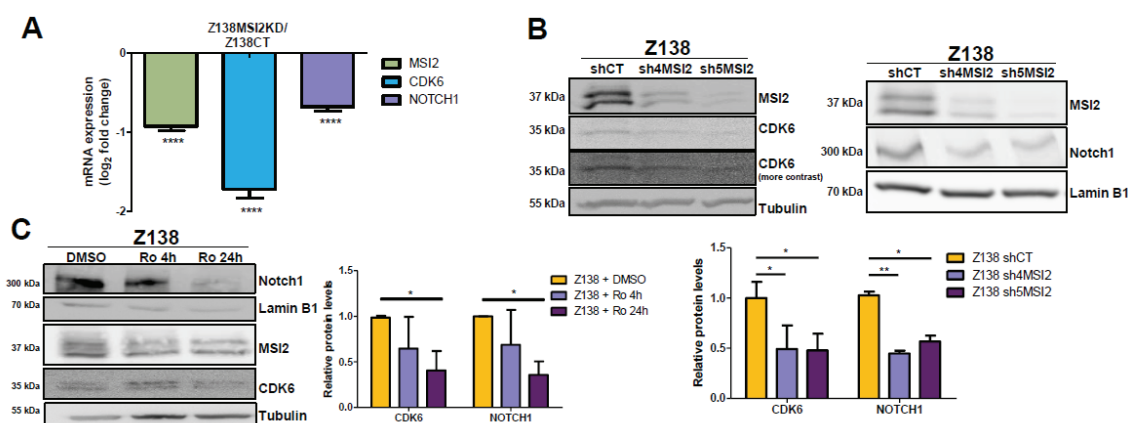 A
Z138MSI2KD/
Z138CT
0
-1
-2
mRNA expression
(log2 fold change)
****
****
****
MSI2
CDK6
NOTCH1
B
Z138
shCT sh4MSI2 sh5MSI2
37 kDa
MSI2
35 kDa
CDK6
35 kDa
CDK6
(more contrast)
55 kDa
Tubulin
Z138
shCT sh4MSI2 sh5MSI2
37 kDa
MSI2
300 kDa
Notch1
70 kDa
Lamin B1
C
Z138
DMSO Ro 4h Ro 24h
300 kDa
Notch1
70 kDa
Lamin B1
37 kDa
MSI2
35 kDa
CDK6
55 kDa
Tubulin
Relative protein levels
1.5
1.0
0.5
0.0
*
*
CDK6 NOTCH1
Z138 + DMSO
Z138 + Ro 4h
Z138 + Ro 24h
Relative protein levels
1.5
1.0
0.5
0.0
*
*
*
**
CDK6 NOTCH1
Z138 shCT
Z138 sh4MSI2
Z138 sh5MSI2